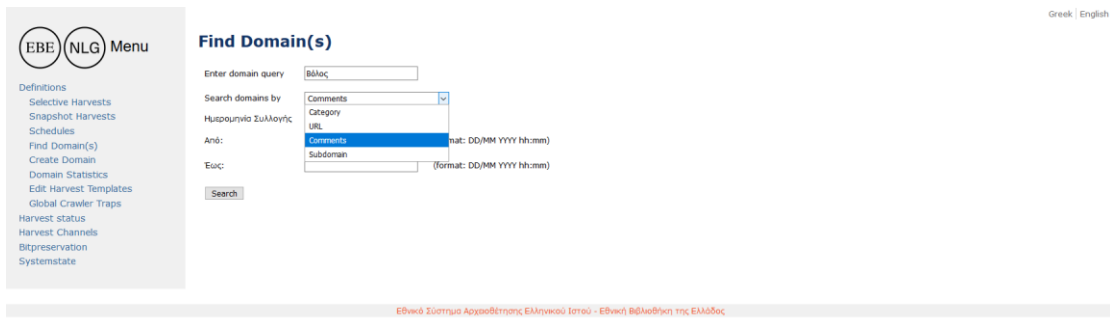 Greek | English
EBE NLG Menu
Find Domain(s)
Enter domain query Βόλος
Definitions
Search domains by Comments
Selective Harvests
Category
Snapshot Harvests
Ημερομηνία Συλλογής
URL
Schedules
Find Domain(s)
Από: Comments mat: DD/MM YYYY hh:mm)
Create Domain
Subdomain
Domain Statistics
Έως: (format: DD/MM YYYY hh:mm)
Edit Harvest Templates
Search
Global Crawler Traps
Harvest status
Harvest Channels
Bitpreservation
Systemstate
Εθνικό Σύστημα Αρχειοθέτησης Ελληνικού Ιστού - Εθνική Βιβλιοθήκη της Ελλάδος